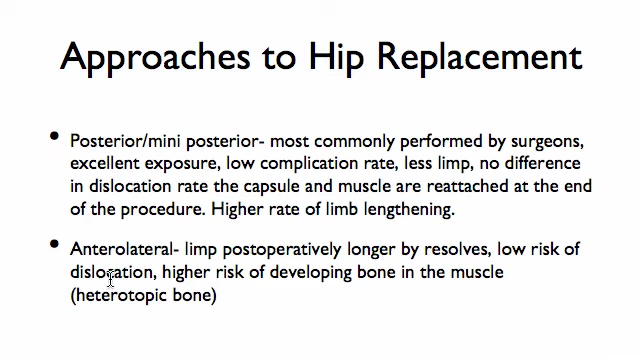 Approaches to Hip Replacement
• Posterior/mini posterior- most commonly performed by surgeons,
excellent exposure, low complication rate, less limp, no difference
in dislocation rate the capsule and muscle are reattached at the end
of the procedure. Higher rate of limb lengthening.
• Anterolateral- limp postoperatively longer by resolves, low risk of
dislocation, higher risk of developing bone in the muscle
(heterotopic bone)